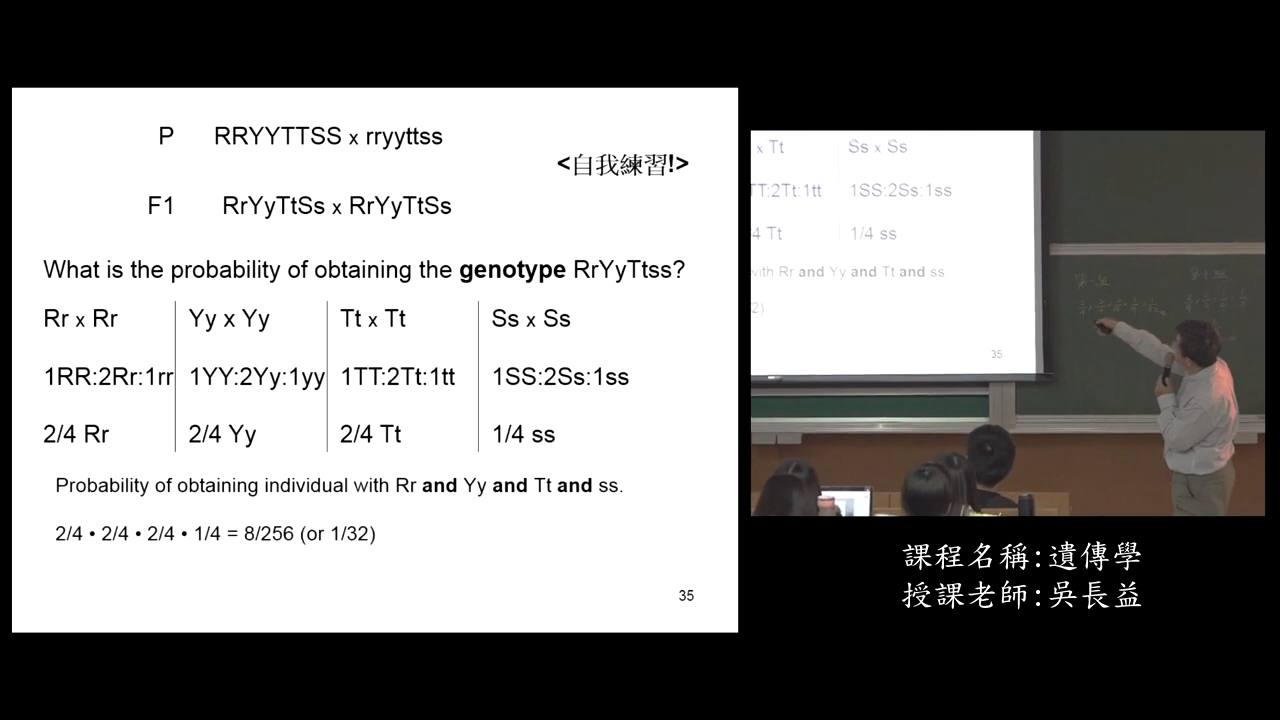 P RRYYTTSS x rryyttss
<自我練習!>
F1 RrYyTtSs x RrYyTtSs
What is the probability of obtaining the genotype RrYyTtss?
Rr x Rr Yy x Yy Tt x Tt Ss x Ss
1RR:2Rr:1rr 1YY:2Yy:1yy 1TT:2Tt:1tt 1SS:2Ss:1ss
2/4 Rr 2/4 Yy 2/4 Tt 1/4 ss
Probability of obtaining individual with Rr and Yy and Tt and ss.
2/4 • 2/4 • 2/4 • 1/4 = 8/256 (or 1/32)
35
x Tt Ss x Ss
TT:2Tt:1tt 1SS:2Ss:1ss
4 Tt 1/4 ss
with Rr and Yy and Tt and ss.
2)
35
課程名稱:遺傳學
授課老師:吳長益